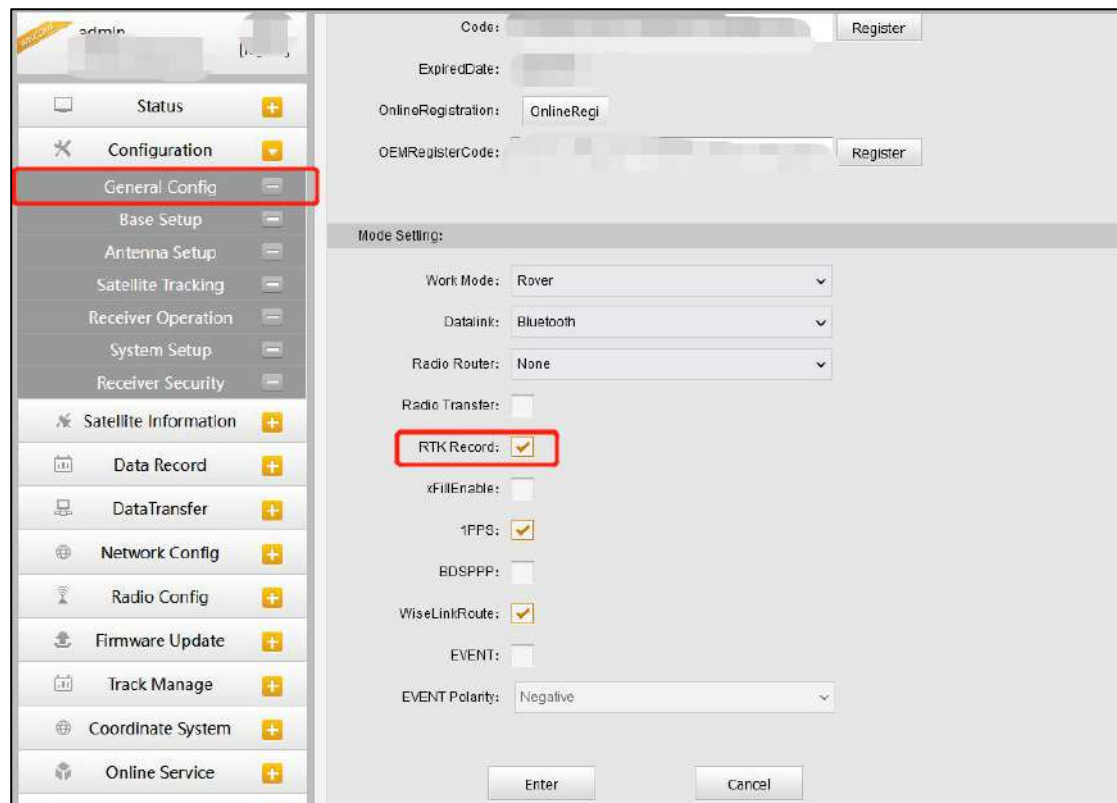 admin
Status
Configuration
General Config
Base Setup
Antenna Setup
Satellite Tracking
Receiver Operation
System Setup
Receiver Security
Satellite Information
Data Record
DataTransfer
Network Config
Radio Config
Firmware Update
Track Manage
Coordinate System
Online Service
Code: Register
ExpiredDate:
OnlineRegistration: OnlineRegi
OEMRegisterCode: Register
Mode Setting:
Work Mode: Rover
Datalink: Bluetooth
Radio Router: None
Radio Transfer:
RTK Record:
xFillEnable:
1PPS:
BDSPPP:
WiseLinkRoute:
EVENT:
EVENT Polarity: Negative
Enter Cancel